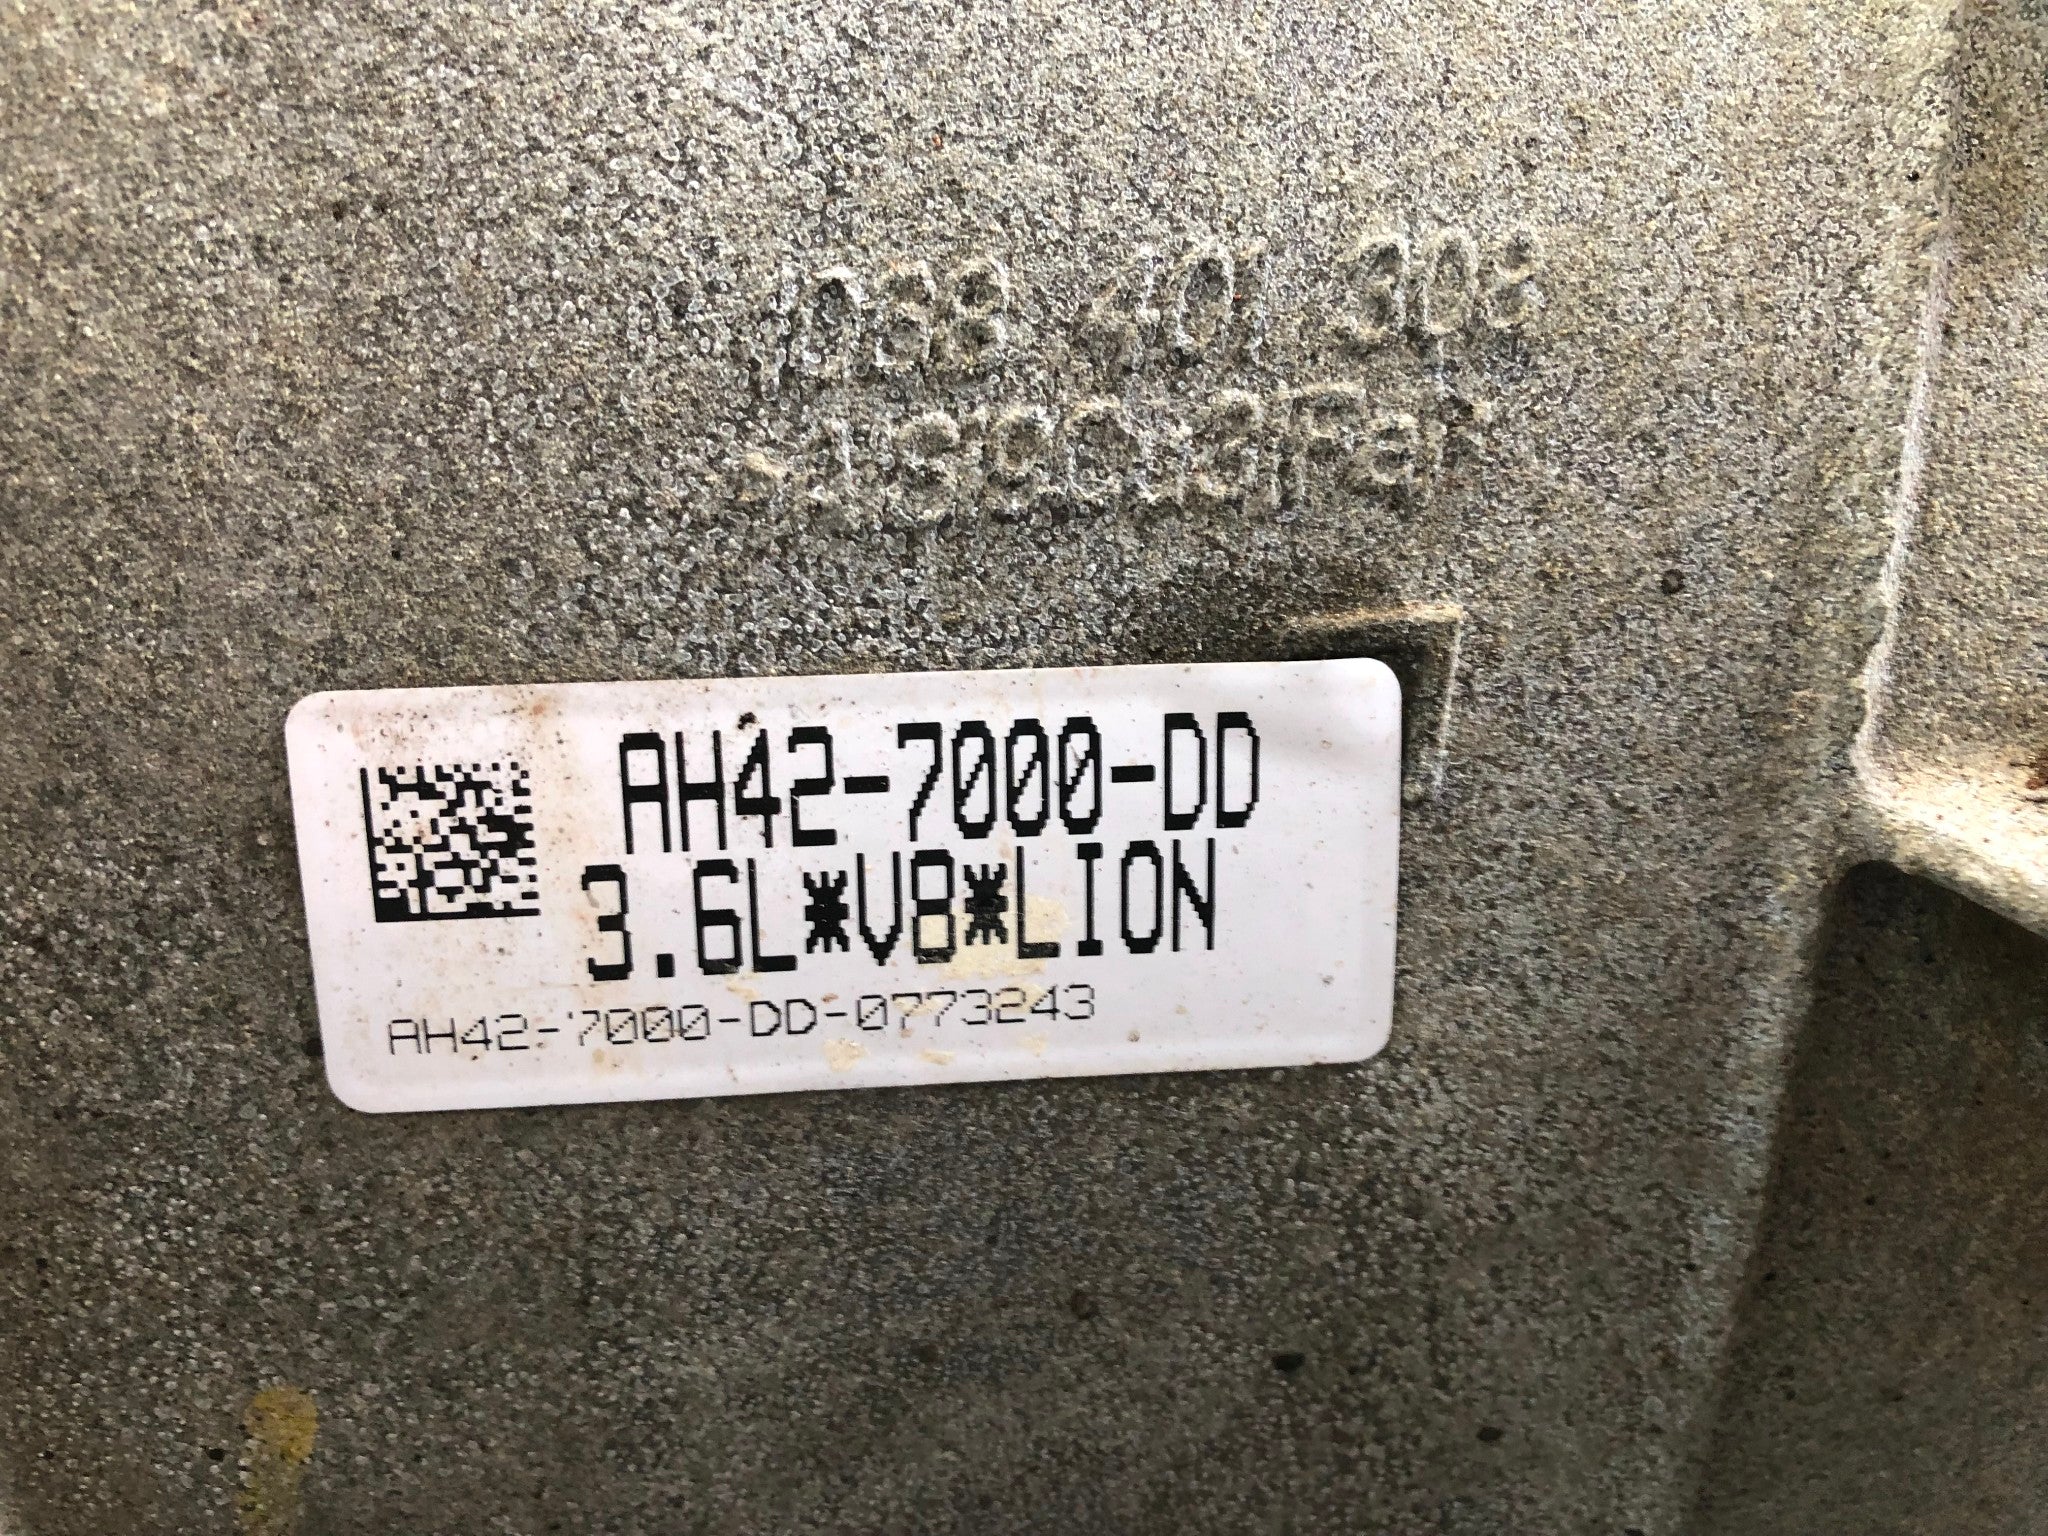 1068 401 308
AH42-7000-DD
3.6L*V8*LION
AH42-7000-DD-0773243